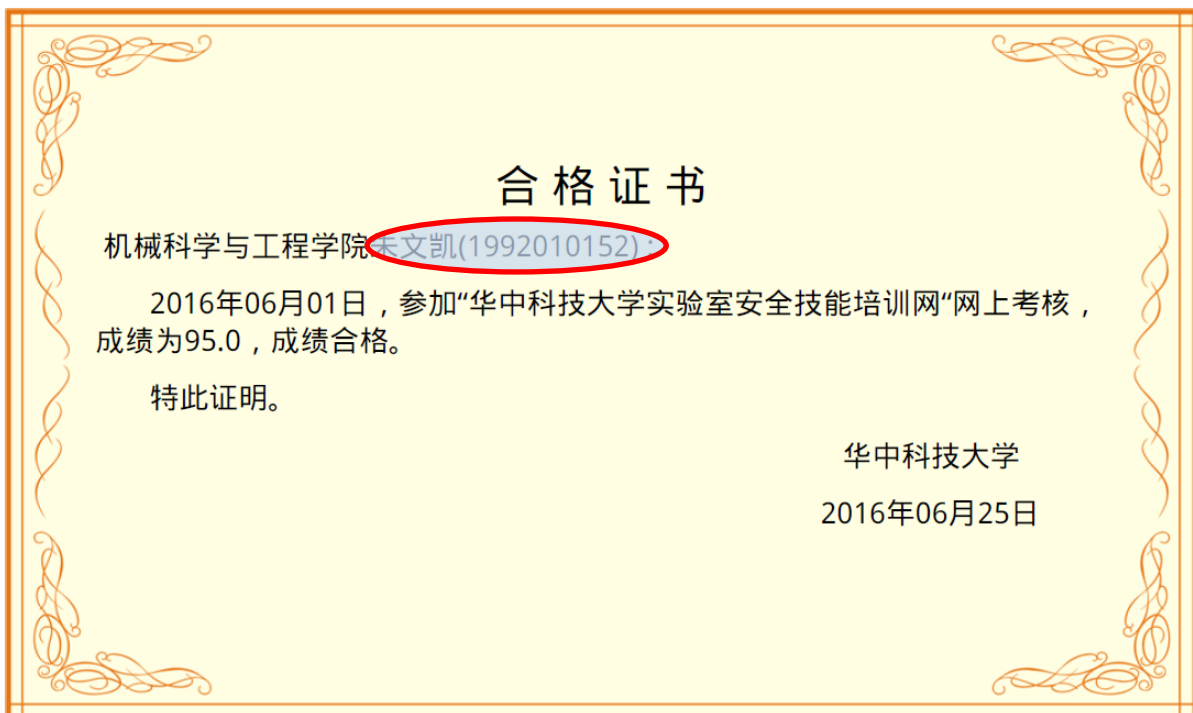 合格证书
机械科学与工程学院朱文凯(1992010152)：
2016年06月01日，参加“华中科技大学实验室安全技能培训网“网上考核，
成绩为95.0，成绩合格。
特此证明。
华中科技大学
2016年06月25日